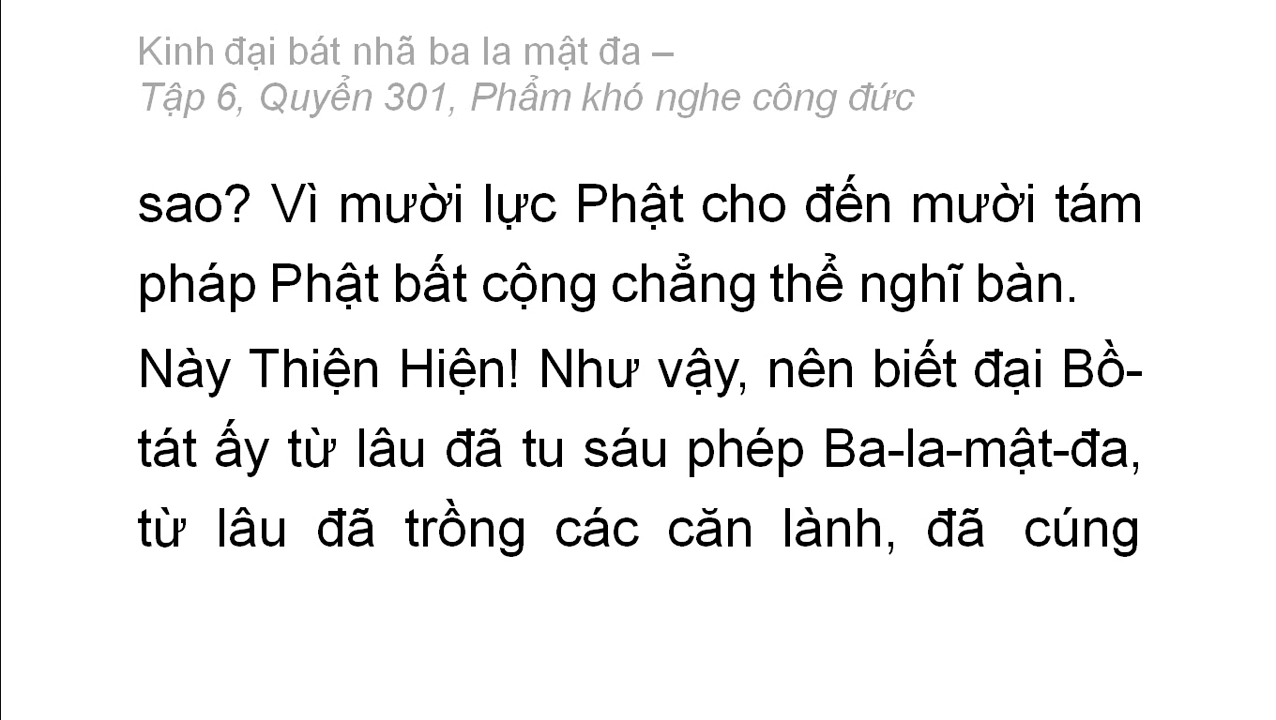 Kinh đại bát nhã ba la mật đa –
Tập 6, Quyển 301, Phẩm khó nghe công đức
sao? Vì mười lực Phật cho đến mười tám
pháp Phật bất cộng chẳng thể nghĩ bàn.
Này Thiện Hiện! Như vậy, nên biết đại Bồ-
tát ấy từ lâu đã tu sáu phép Ba-la-mật-đa,
từ lâu đã trồng các căn lành, đã cúng